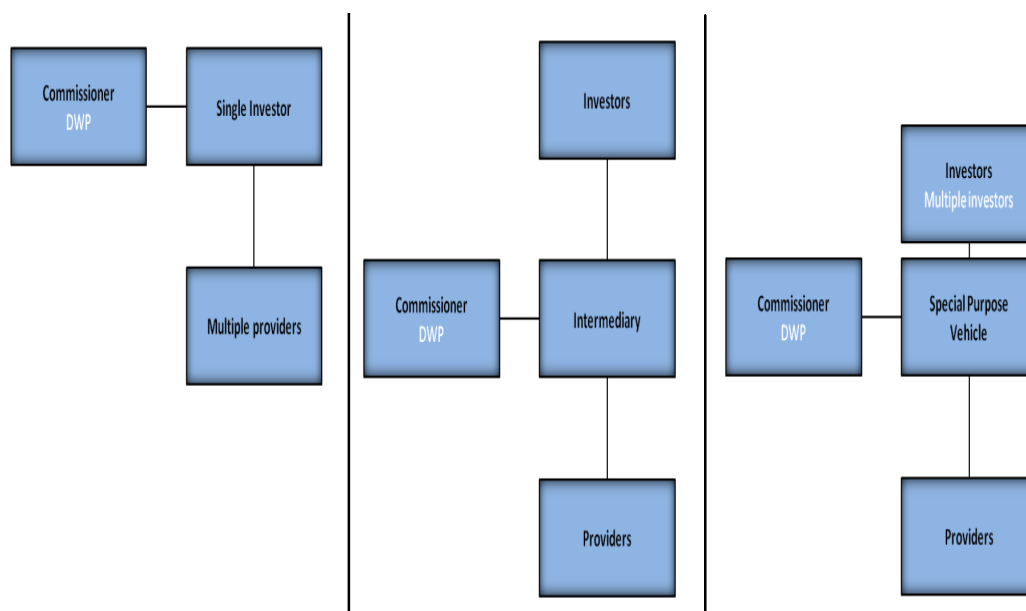 Commissioner
DWP
Single Investor
Multiple providers
Investors
Commissioner
DWP
Intermediary
Providers
Investors
Multiple investors
Commissioner
DWP
Special Purpose
Vehicle
Providers